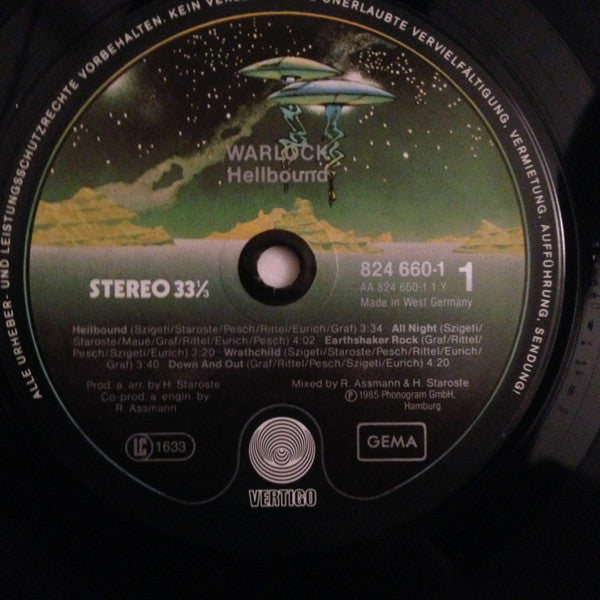 ALLE URHEBER- UND LEISTUNGSSCHUTZRECHTE VORBEHALTEN. KEIN UNERLAUBTE VERVIELFÄLTIGUNG, VERMIETUNG, AUFFÜHRUNG, SENDUNG!
WARLOCK
Hellbound
STEREO 33⅓
824 660-1 1
AA 824 660-1 1 Y
Made in West Germany
Hellbound (Szigeti/Staroste/Pesch/Rittel/Eurich/Graf) 3:34 · All Night (Szigeti/
Staroste/Maué/Graf/Rittel/Eurich/Pesch) 4:02 · Earthshaker Rock (Graf/Rittel/
Pesch/Szigeti/Eurich) 3:20 · Wrathchild (Szigeti/Pesch/Rittel/Eurich/
Graf) 3:40 · Down And Out (Graf/Rittel/Pesch/Szigeti/Eurich) 4:20
Prod. a. arr. by H. Staroste
Co-prod. a. engin. by
R. Assmann
Mixed by R. Assmann & H. Staroste
Ⓟ 1985 Phonogram GmbH,
Hamburg
LC 1633
GEMA
VERTIGO